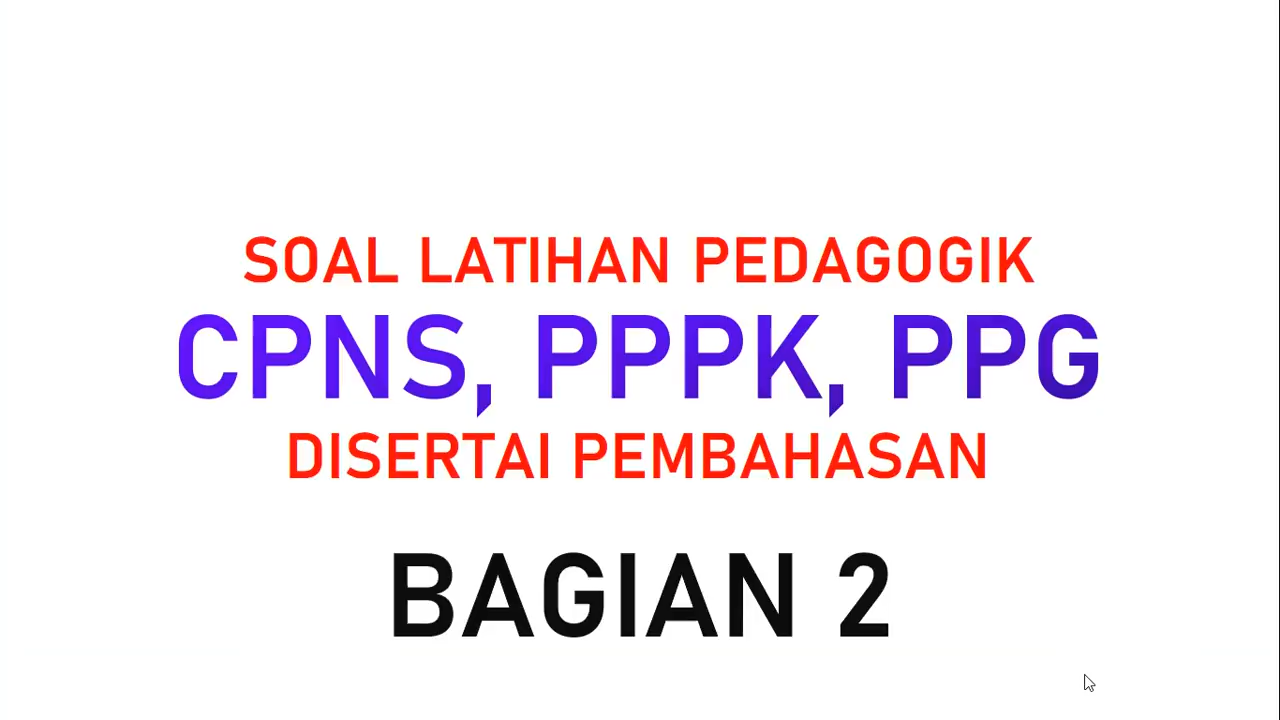 SOAL LATIHAN PEDAGOGIK
CPNS, PPPK, PPG
DISERTAI PEMBAHASAN
BAGIAN 2